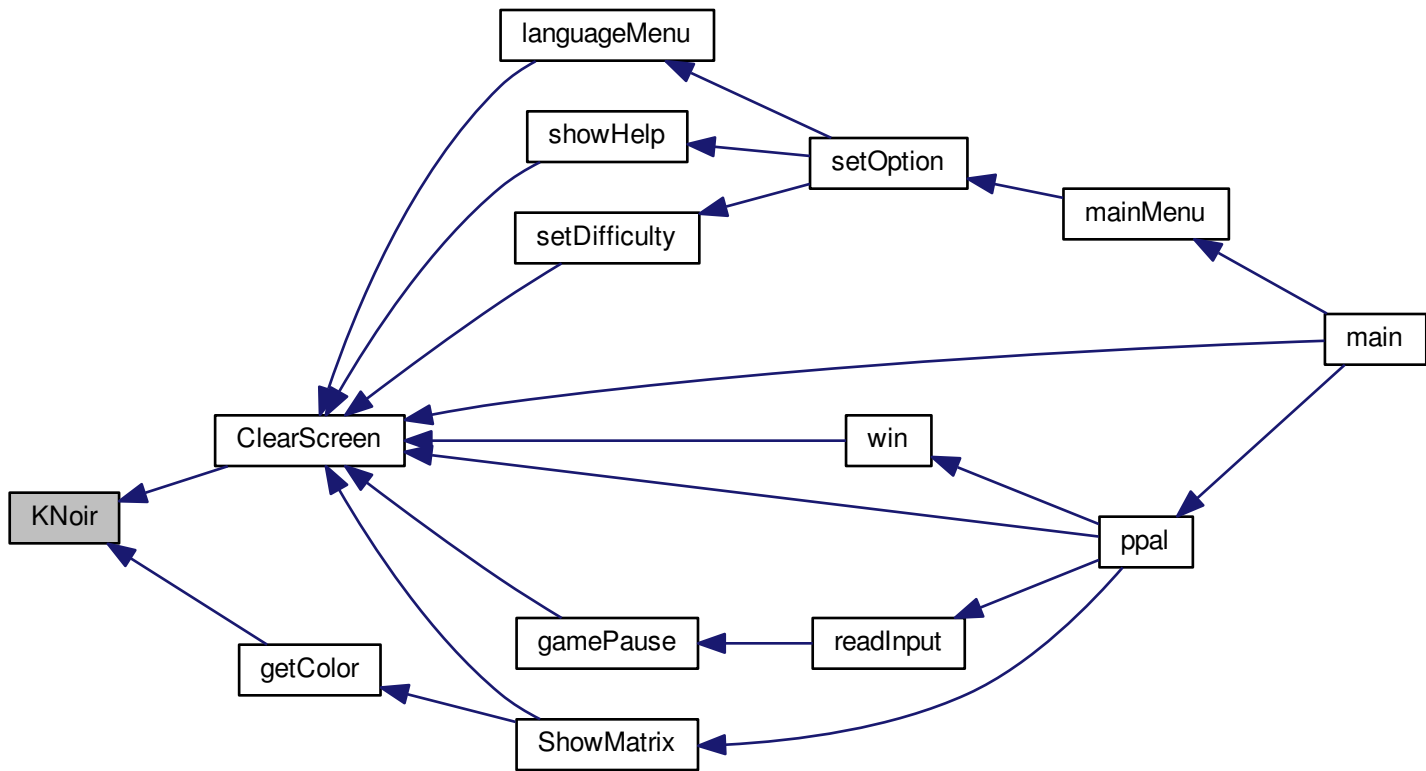 languageMenu
showHelp
setOption
mainMenu
setDifficulty
main
ClearScreen
win
KNoir
ppal
gamePause
readInput
getColor
ShowMatrix